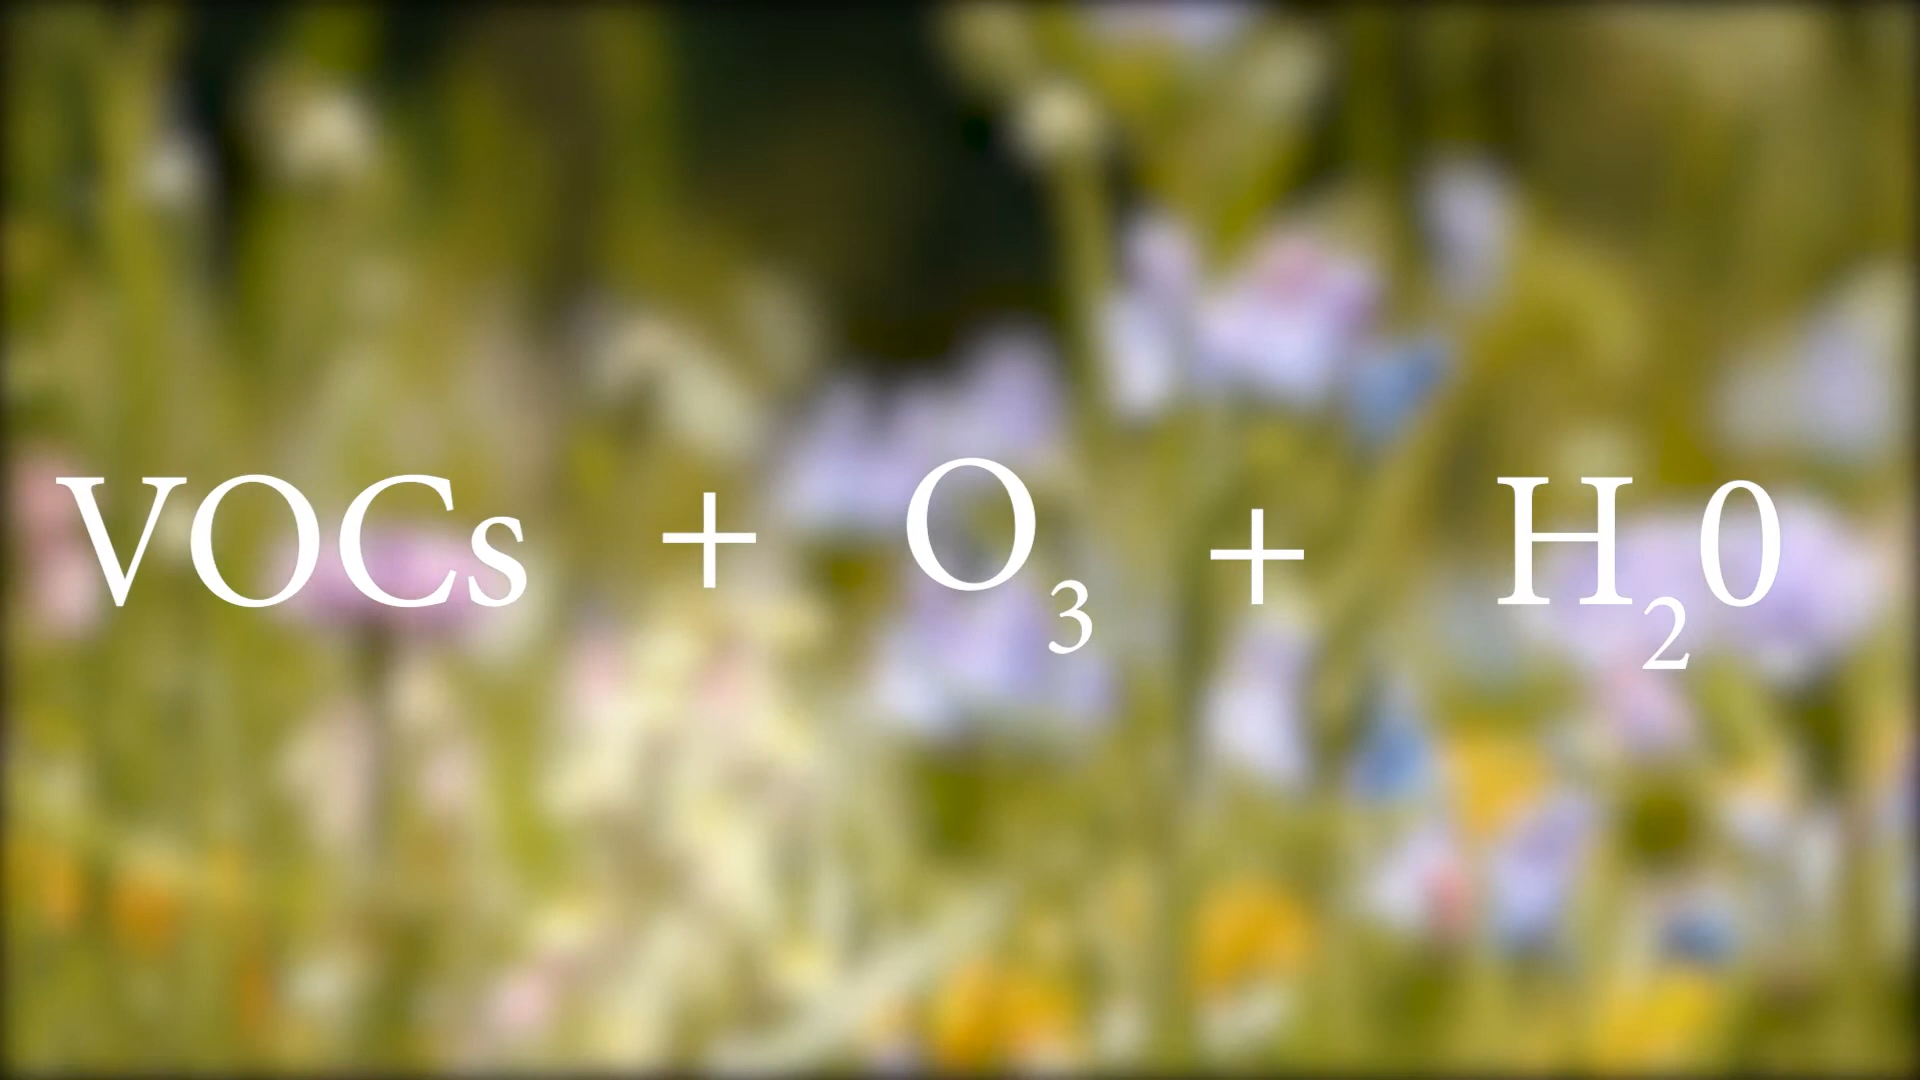 VOCs + O₃ + H₂0